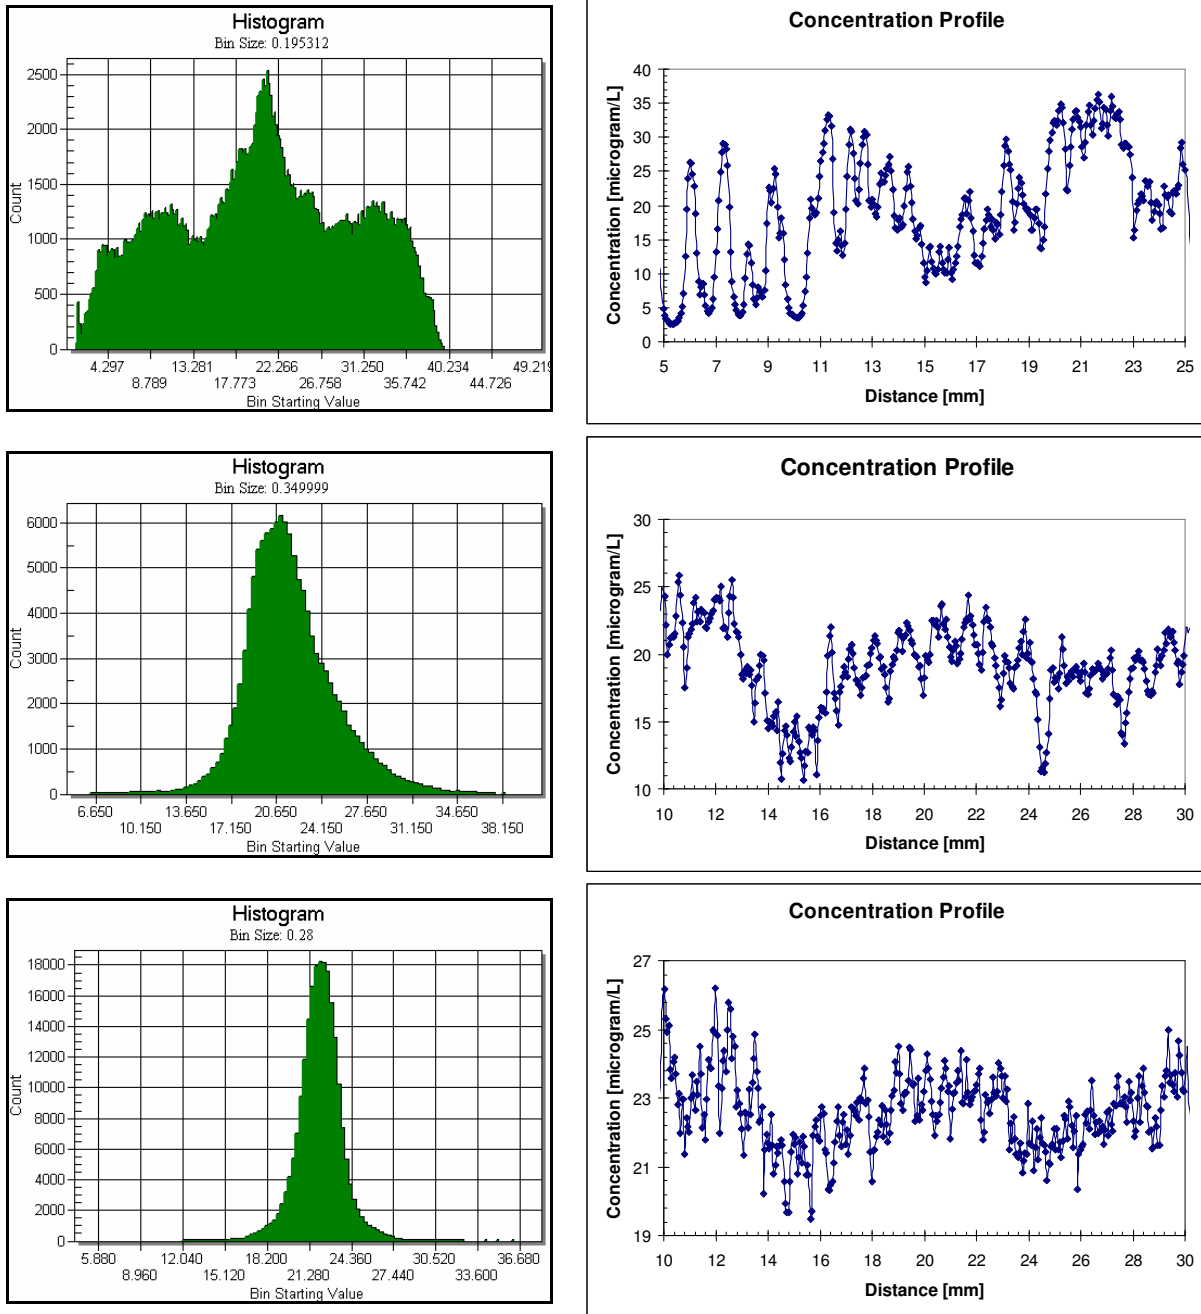 Histogram
Bin Size: 0.195312
2500
2000
1500
1000
500
0
Count
4.297 13.281 22.266 31.250 40.234 49.219
8.789 17.773 26.758 35.742 44.726
Bin Starting Value
Concentration Profile
40
35
30
25
20
15
10
5
0
Concentration [microgram/L]
5 7 9 11 13 15 17 19 21 23 25
Distance [mm]
Histogram
Bin Size: 0.349999
6000
5000
4000
3000
2000
1000
0
Count
6.650 13.650 20.650 27.650 34.650
10.150 17.150 24.150 31.150 38.150
Bin Starting Value
Concentration Profile
30
25
20
15
10
Concentration [microgram/L]
10 12 14 16 18 20 22 24 26 28 30
Distance [mm]
Histogram
Bin Size: 0.28
18000
16000
14000
12000
10000
8000
6000
4000
2000
0
Count
5.880 12.040 18.200 24.360 30.520 36.680
8.960 15.120 21.280 27.440 33.600
Bin Starting Value
Concentration Profile
27
25
23
21
19
Concentration [microgram/L]
10 12 14 16 18 20 22 24 26 28 30
Distance [mm]